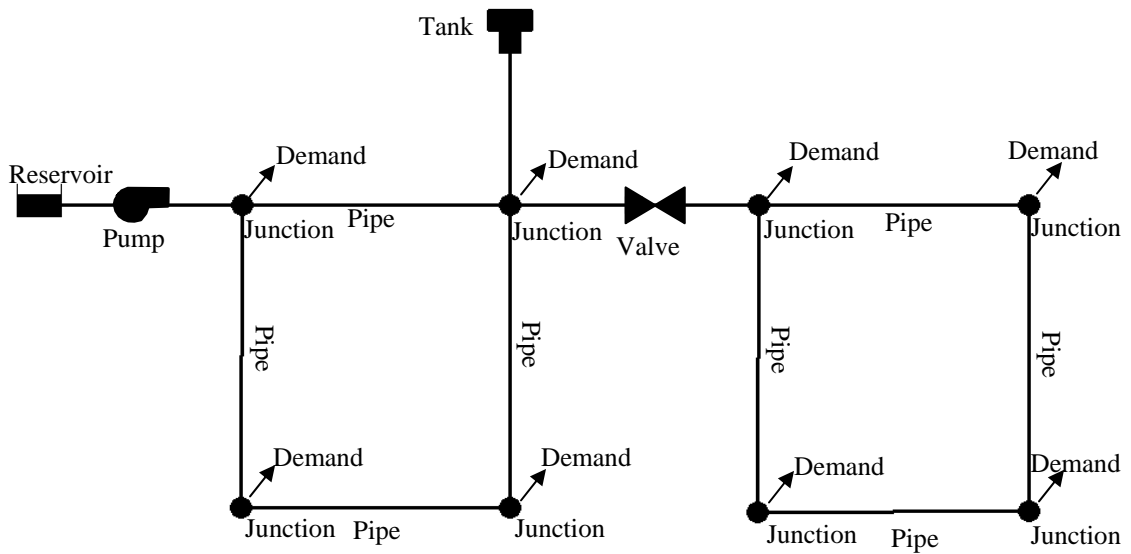 Tank
Demand
Demand
Demand
Demand
Reservoir
Pump
Junction
Pipe
Junction
Valve
Junction
Pipe
Junction
Pipe
Pipe
Pipe
Pipe
Demand
Demand
Demand
Demand
Junction
Pipe
Junction
Junction
Pipe
Junction